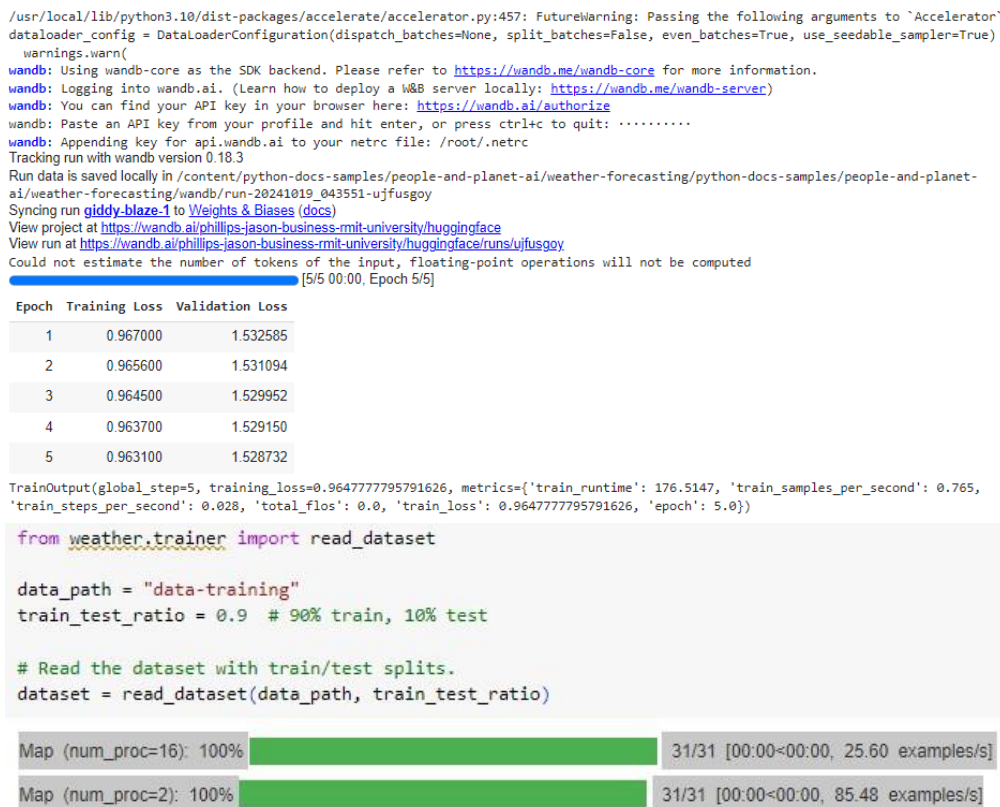 /usr/local/lib/python3.10/dist-packages/accelerate/accelerator.py:457: FutureWarning: Passing the following arguments to `Accelerator`
dataloader_config = DataLoaderConfiguration(dispatch_batches=None, split_batches=False, even_batches=True, use_seedable_sampler=True)
  warnings.warn(
wandb: Using wandb-core as the SDK backend. Please refer to https://wandb.me/wandb-core for more information.
wandb: Logging into wandb.ai. (Learn how to deploy a W&B server locally: https://wandb.me/wandb-server)
wandb: You can find your API key in your browser here: https://wandb.ai/authorize
wandb: Paste an API key from your profile and hit enter, or press ctrl+c to quit: ··········
wandb: Appending key for api.wandb.ai to your netrc file: /root/.netrc
Tracking run with wandb version 0.18.3
Run data is saved locally in /content/python-docs-samples/people-and-planet-ai/weather-forecasting/python-docs-samples/people-and-planet-
ai/weather-forecasting/wandb/run-20241019_043551-ujfusgoy
Syncing run giddy-blaze-1 to Weights & Biases (docs)
View project at https://wandb.ai/phillips-jason-business-rmit-university/huggingface
View run at https://wandb.ai/phillips-jason-business-rmit-university/huggingface/runs/ujfusgoy
Could not estimate the number of tokens of the input, floating-point operations will not be computed
[5/5 00:00, Epoch 5/5]
Epoch Training Loss Validation Loss
1 0.967000 1.532585
2 0.965600 1.531094
3 0.964500 1.529952
4 0.963700 1.529150
5 0.963100 1.528732
TrainOutput(global_step=5, training_loss=0.9647777795791626, metrics={'train_runtime': 176.5147, 'train_samples_per_second': 0.765,
'train_steps_per_second': 0.028, 'total_flos': 0.0, 'train_loss': 0.9647777795791626, 'epoch': 5.0})
from weather.trainer import read_dataset
data_path = "data-training"
train_test_ratio = 0.9  # 90% train, 10% test
# Read the dataset with train/test splits.
dataset = read_dataset(data_path, train_test_ratio)
Map (num_proc=16): 100% 31/31 [00:00<00:00, 25.60 examples/s]
Map (num_proc=2): 100% 31/31 [00:00<00:00, 85.48 examples/s]